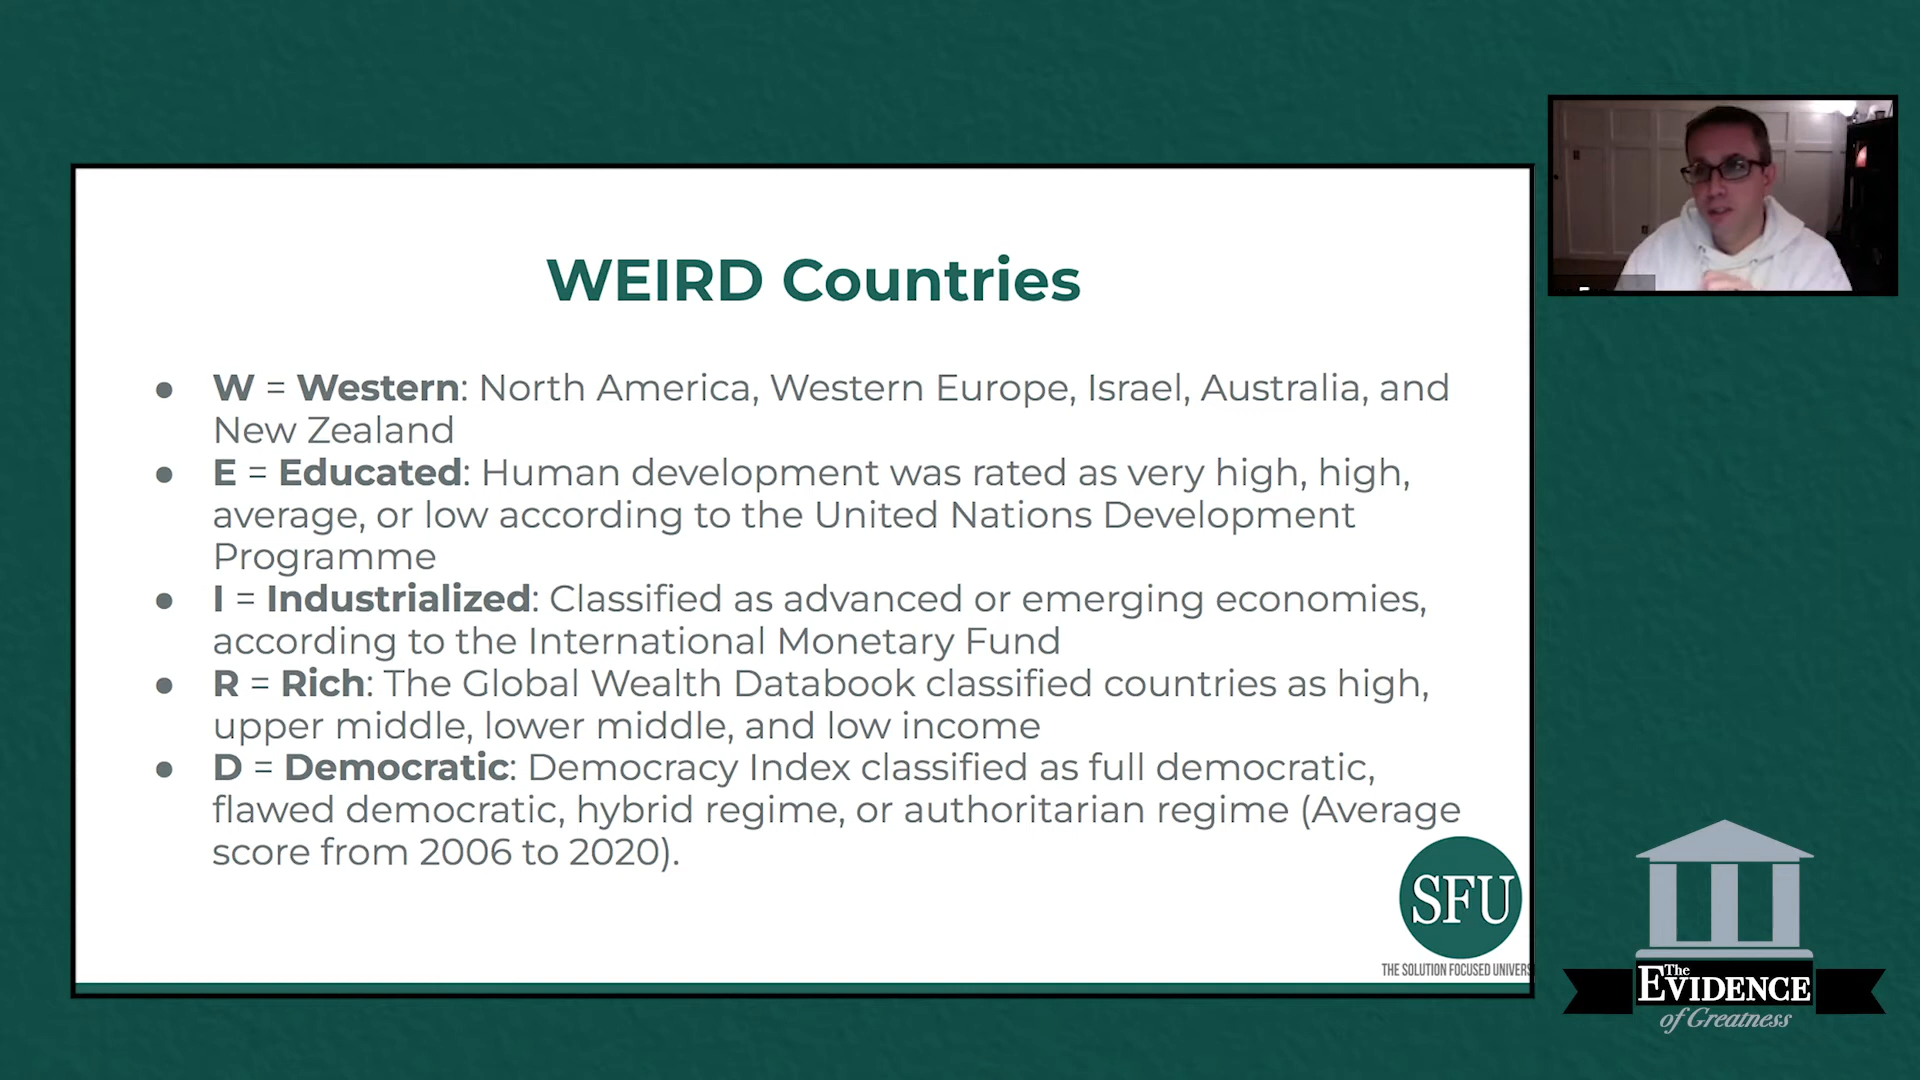 WEIRD Countries
● W = Western: North America, Western Europe, Israel, Australia, and
New Zealand
● E = Educated: Human development was rated as very high, high,
average, or low according to the United Nations Development
Programme
● I = Industrialized: Classified as advanced or emerging economies,
according to the International Monetary Fund
● R = Rich: The Global Wealth Databook classified countries as high,
upper middle, lower middle, and low income
● D = Democratic: Democracy Index classified as full democratic,
flawed democratic, hybrid regime, or authoritarian regime (Average
score from 2006 to 2020).
SFU
THE SOLUTION FOCUSED UNIVERS
The
EVIDENCE
of Greatness